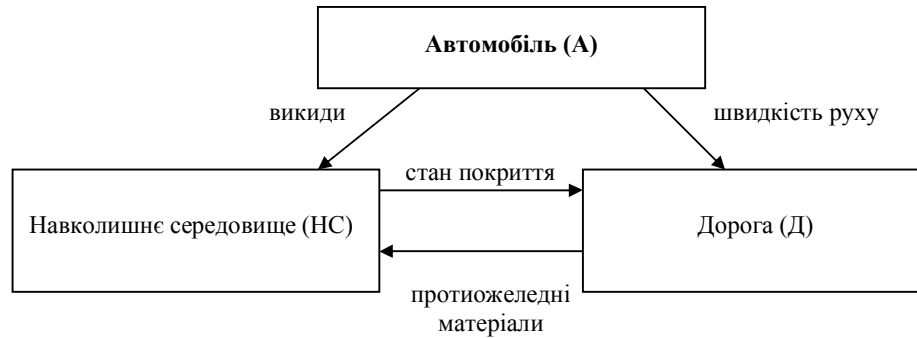 Автомобіль (А)
викиди
швидкість руху
стан покриття
Навколишнє середовище (НС)
Дорога (Д)
протиожеледні
матеріали